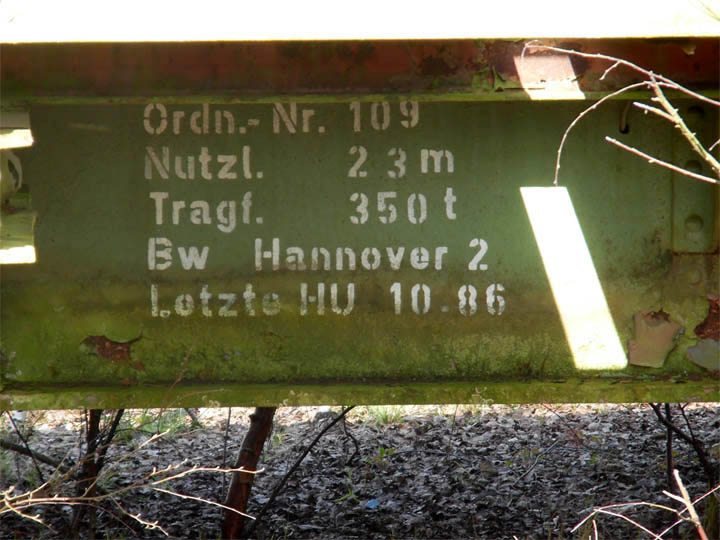 Ordn.-Nr. 109
Nutzl. 23 m
Tragf. 350 t
Bw Hannover 2
Letzte HU 10.86